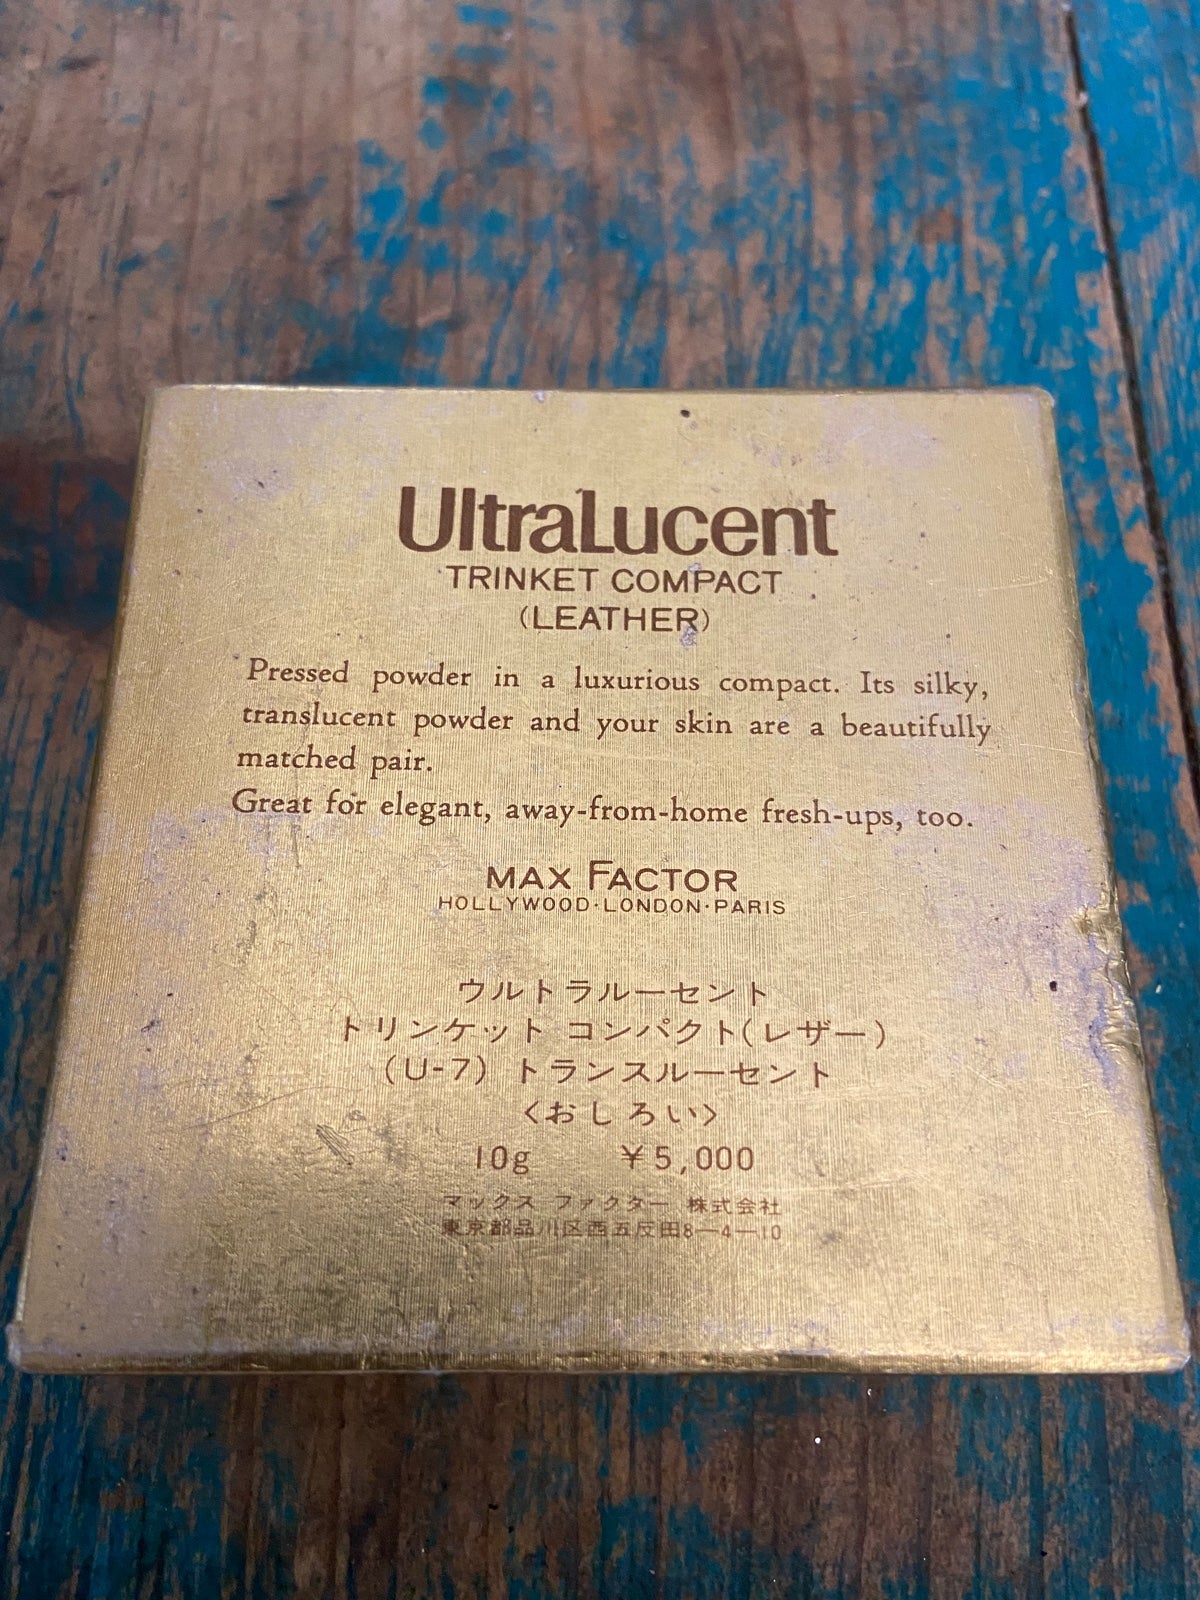 UltraLucent
TRINKET COMPACT
(LEATHER)
Pressed powder in a luxurious compact. Its silky,
translucent powder and your skin are a beautifully
matched pair.
Great for elegant, away-from-home fresh-ups, too.
MAX FACTOR
HOLLYWOOD·LONDON·PARIS
ウルトラルーセント
トリンケット コンパクト(レザー)
(U-7) トランスルーセント
〈おしろい〉
10g ￥5,000
マックス ファクター 株式会社
東京都品川区西五反田8―4―10